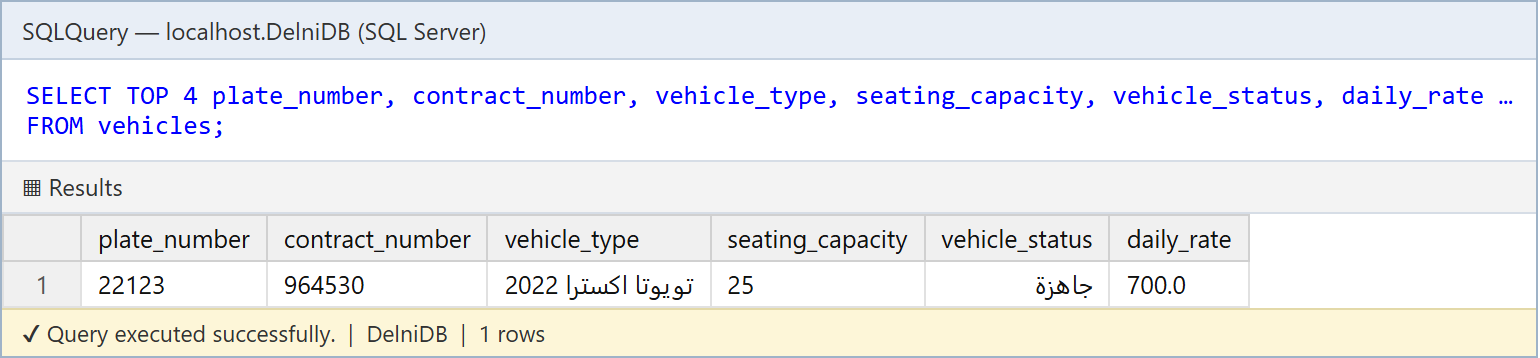 SQLQuery — localhost.DelniDB (SQL Server)
SELECT TOP 4 plate_number, contract_number, vehicle_type, seating_capacity, vehicle_status, daily_rate …
FROM vehicles;
▦ Results
plate_number contract_number vehicle_type seating_capacity vehicle_status daily_rate
1 22123 964530 تويوتا اكسترا 2022 25 جاهزة 700.0
✔ Query executed successfully. | DelniDB | 1 rows